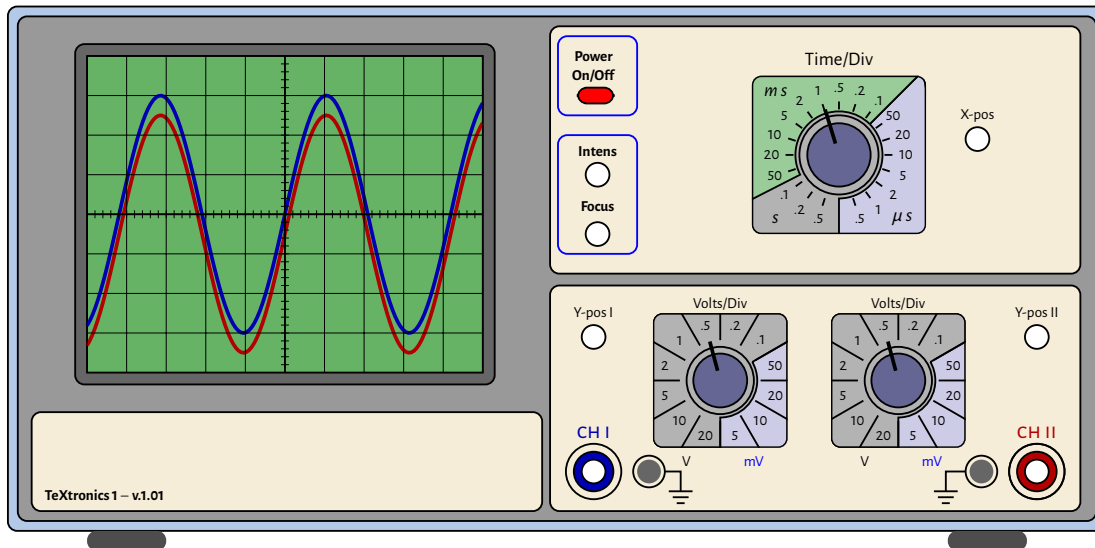 Power
On/Off
Intens
Focus
Time/Div
m s
50
20
10
5
2
1
.5
.2
.1
50
20
10
5
2
1
.5
μ s
.5
.2
.1
s
X-pos
Y-pos I
Volts/Div
20
10
5
2
1
.5
.2
.1
50
20
10
5
V
mV
Volts/Div
20
10
5
2
1
.5
.2
.1
50
20
10
5
V
mV
Y-pos II
CH I
CH II
TeXtronics 1 – v.1.01